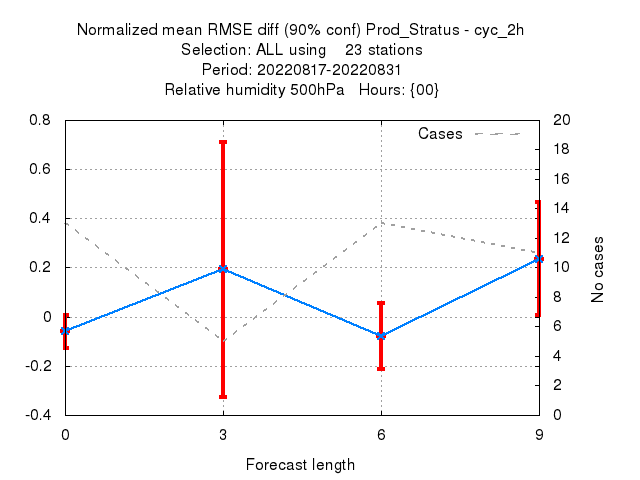 Normalized mean RMSE diff (90% conf) Prod_Stratus - cyc_2h
Selection: ALL using    23 stations
Period: 20220817-20220831
Relative humidity 500hPa   Hours: {00}
Cases
0.8
0.6
0.4
0.2
0
-0.2
-0.4
20
18
16
14
12
10
8
6
4
2
0
No cases
0 3 6 9
Forecast length